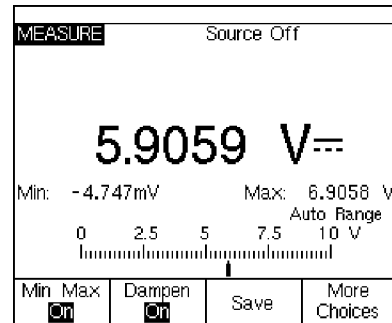 MEASURE Source Off
5.9059 V
Min: -4.747mV Max: 6.9058 V
Auto Range
0 2.5 5 7.5 10 V
Min Max Dampen Save More
On On Choices